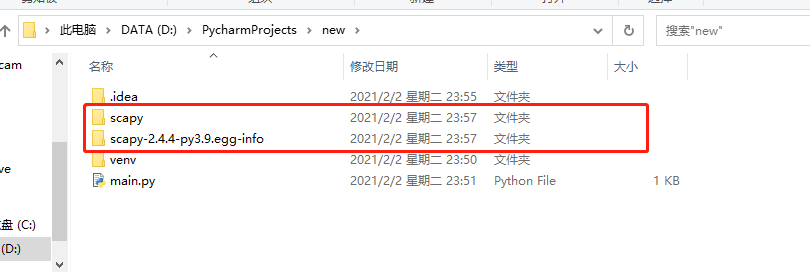 此电脑 > DATA (D:) > PycharmProjects > new >
搜索"new"
cam
名称
修改日期
类型
大小
.idea
2021/2/2 星期二 23:55
文件夹
scapy
2021/2/2 星期二 23:57
文件夹
scapy-2.4.4-py3.9.egg-info
2021/2/2 星期二 23:57
文件夹
ve
venv
2021/2/2 星期二 23:50
文件夹
main.py
2021/2/2 星期二 23:51
Python File
1 KB
盘 (C:)
(D:)